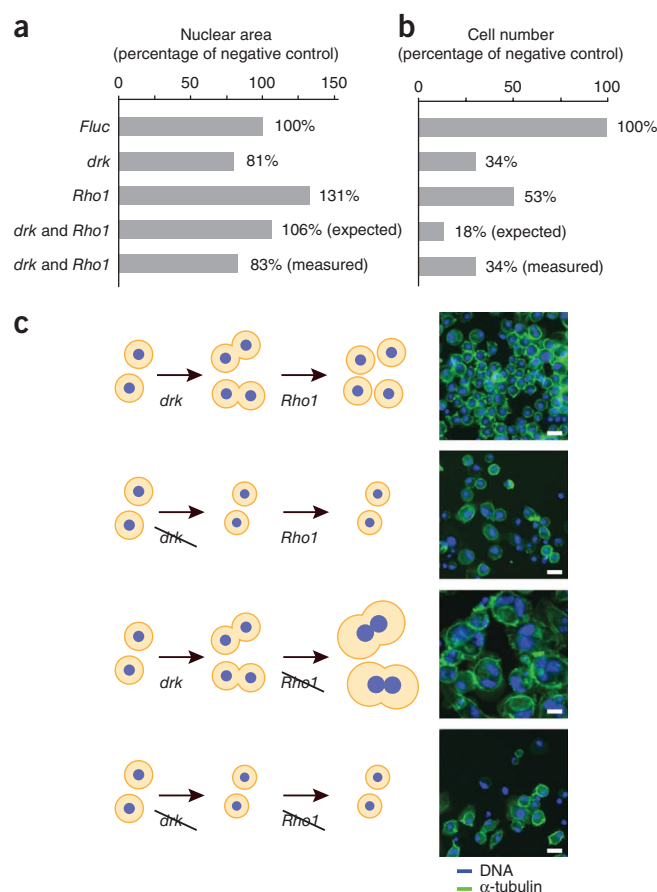 a
Nuclear area
(percentage of negative control)
0 50 100 150
Fluc 100%
drk 81%
Rho1 131%
drk and Rho1 106% (expected)
drk and Rho1 83% (measured)
b
Cell number
(percentage of negative control)
0 50 100
100%
34%
53%
18% (expected)
34% (measured)
c
drk Rho1
drk Rho1
drk Rho1
drk Rho1
DNA
α-tubulin